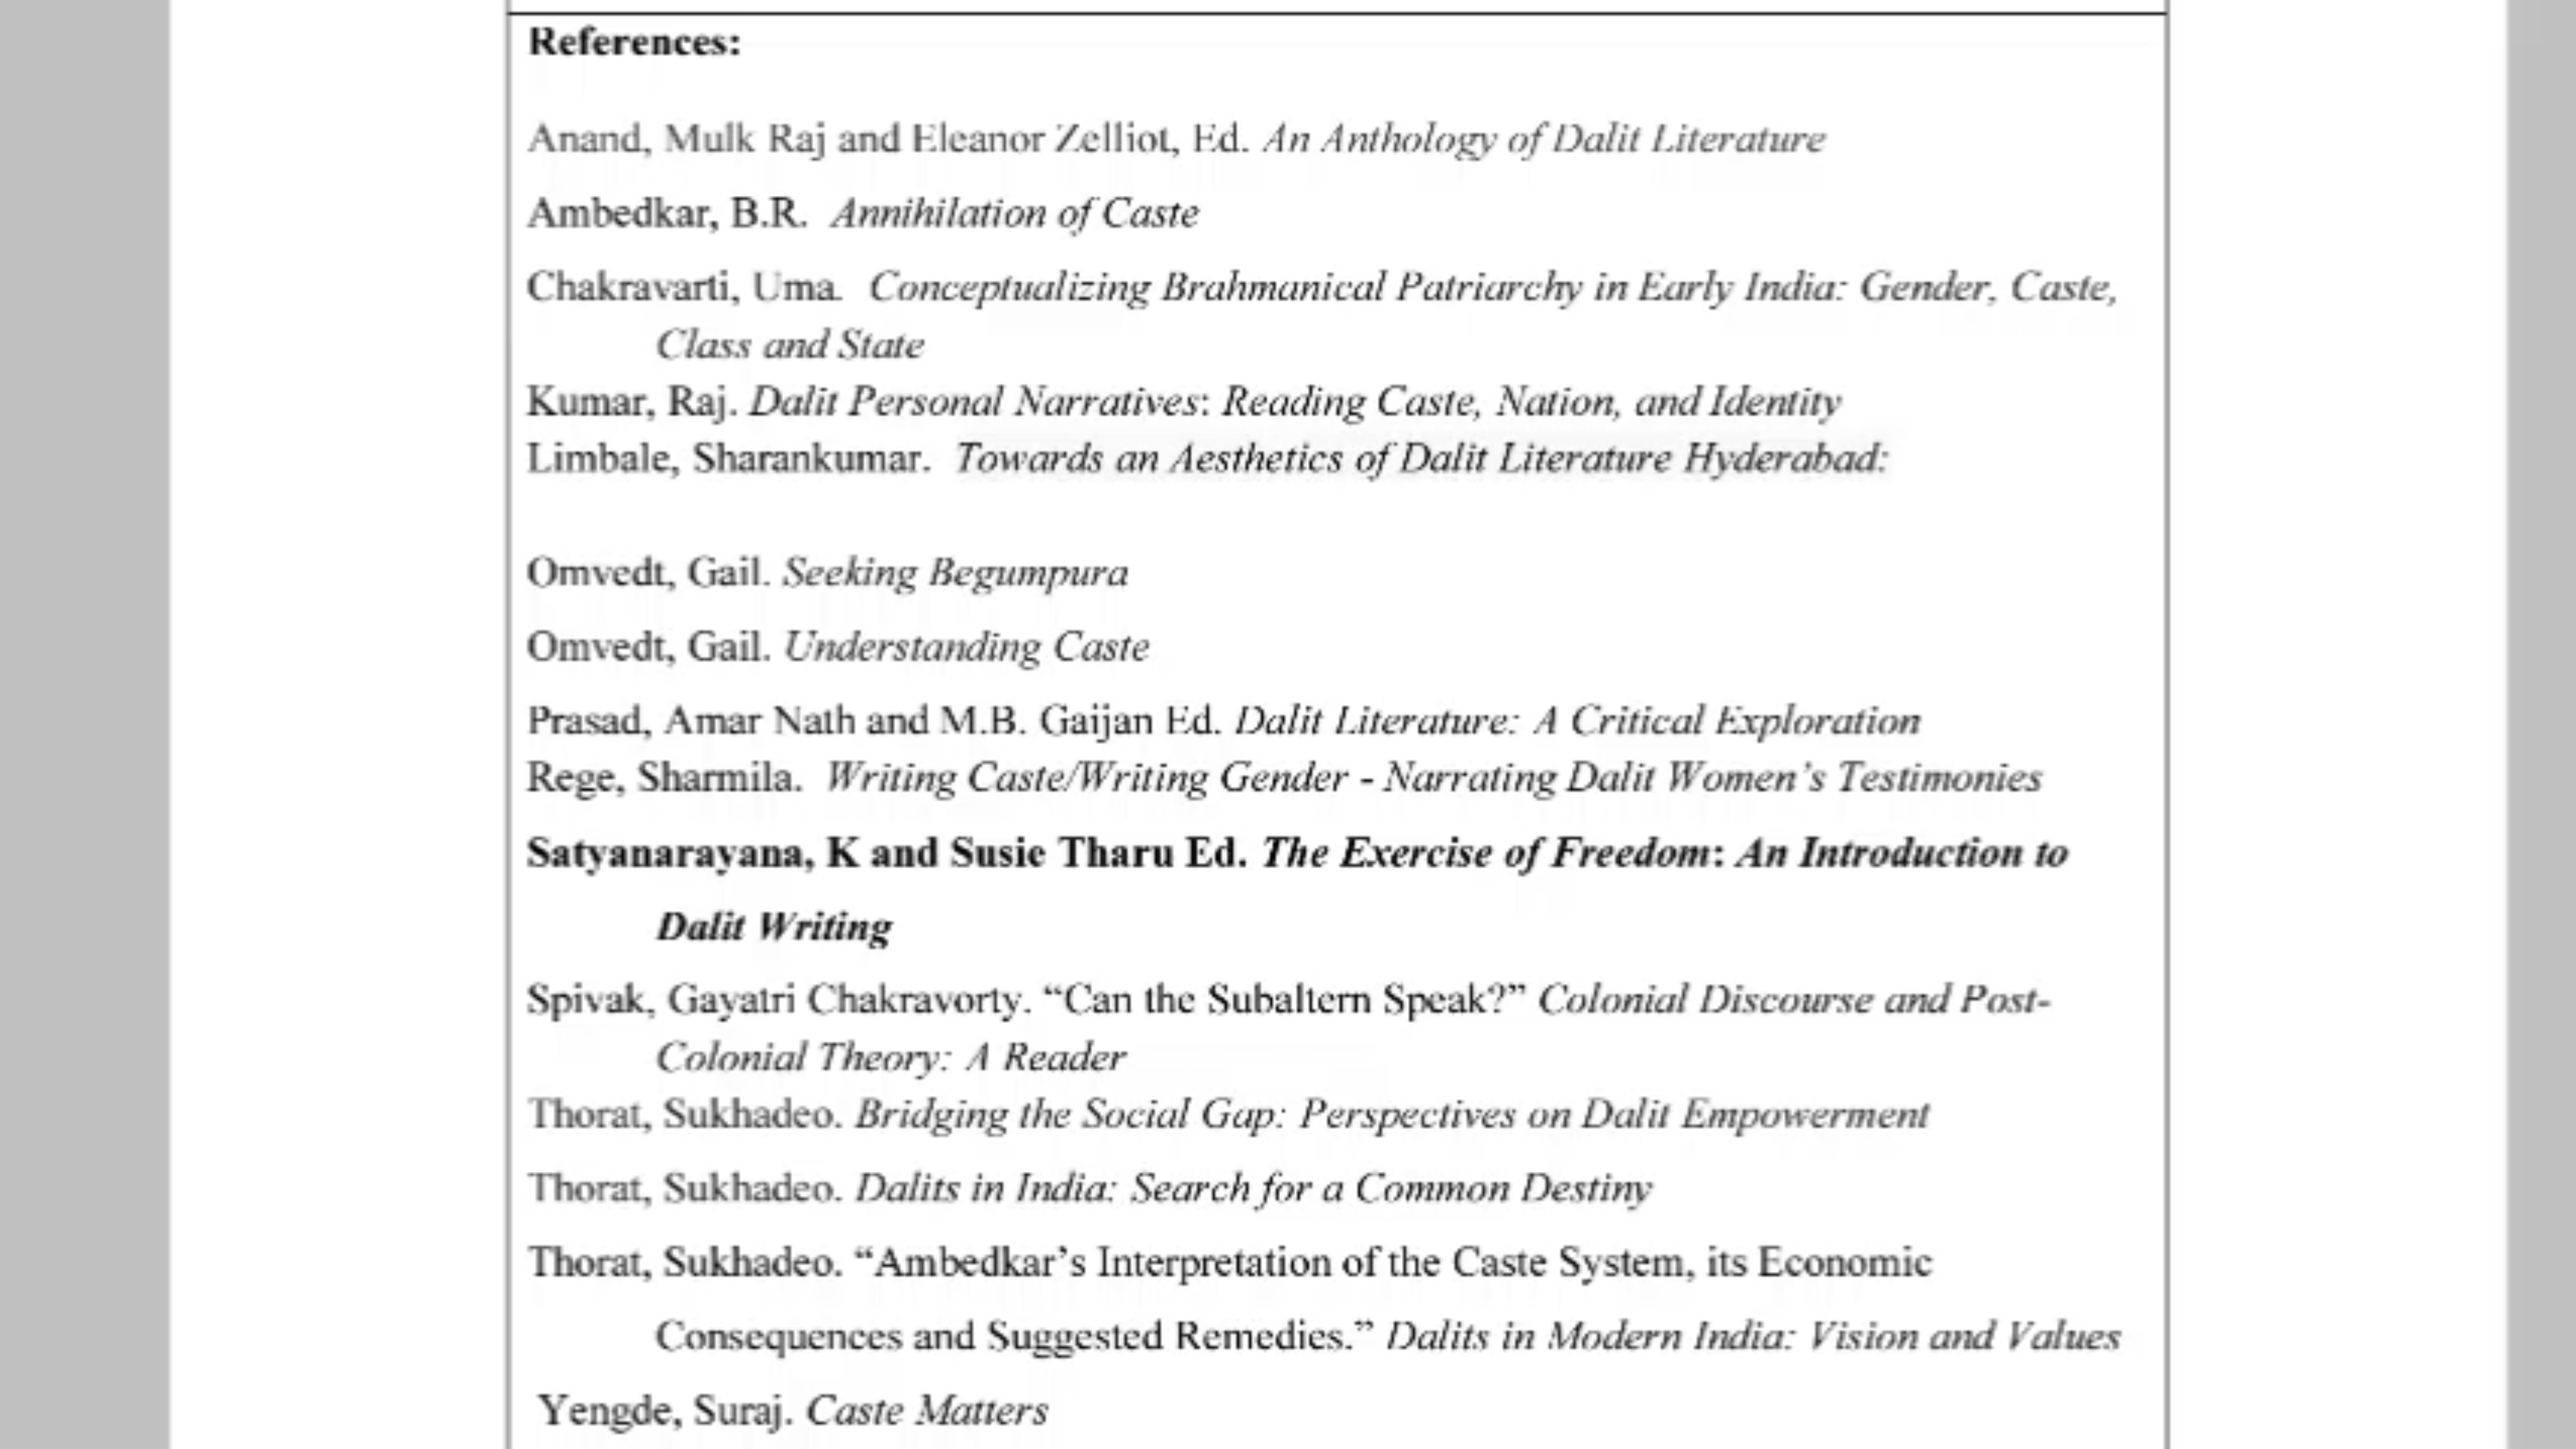 References:
Anand, Mulk Raj and Eleanor Zelliot, Ed. An Anthology of Dalit Literature
Ambedkar, B.R. Annihilation of Caste
Chakravarti, Uma. Conceptualizing Brahmanical Patriarchy in Early India: Gender, Caste,
Class and State
Kumar, Raj. Dalit Personal Narratives: Reading Caste, Nation, and Identity
Limbale, Sharankumar. Towards an Aesthetics of Dalit Literature Hyderabad:
Omvedt, Gail. Seeking Begumpura
Omvedt, Gail. Understanding Caste
Prasad, Amar Nath and M.B. Gaijan Ed. Dalit Literature: A Critical Exploration
Rege, Sharmila. Writing Caste/Writing Gender - Narrating Dalit Women’s Testimonies
Satyanarayana, K and Susie Tharu Ed. The Exercise of Freedom: An Introduction to
Dalit Writing
Spivak, Gayatri Chakravorty. “Can the Subaltern Speak?” Colonial Discourse and Post-
Colonial Theory: A Reader
Thorat, Sukhadeo. Bridging the Social Gap: Perspectives on Dalit Empowerment
Thorat, Sukhadeo. Dalits in India: Search for a Common Destiny
Thorat, Sukhadeo. “Ambedkar’s Interpretation of the Caste System, its Economic
Consequences and Suggested Remedies.” Dalits in Modern India: Vision and Values
Yengde, Suraj. Caste Matters